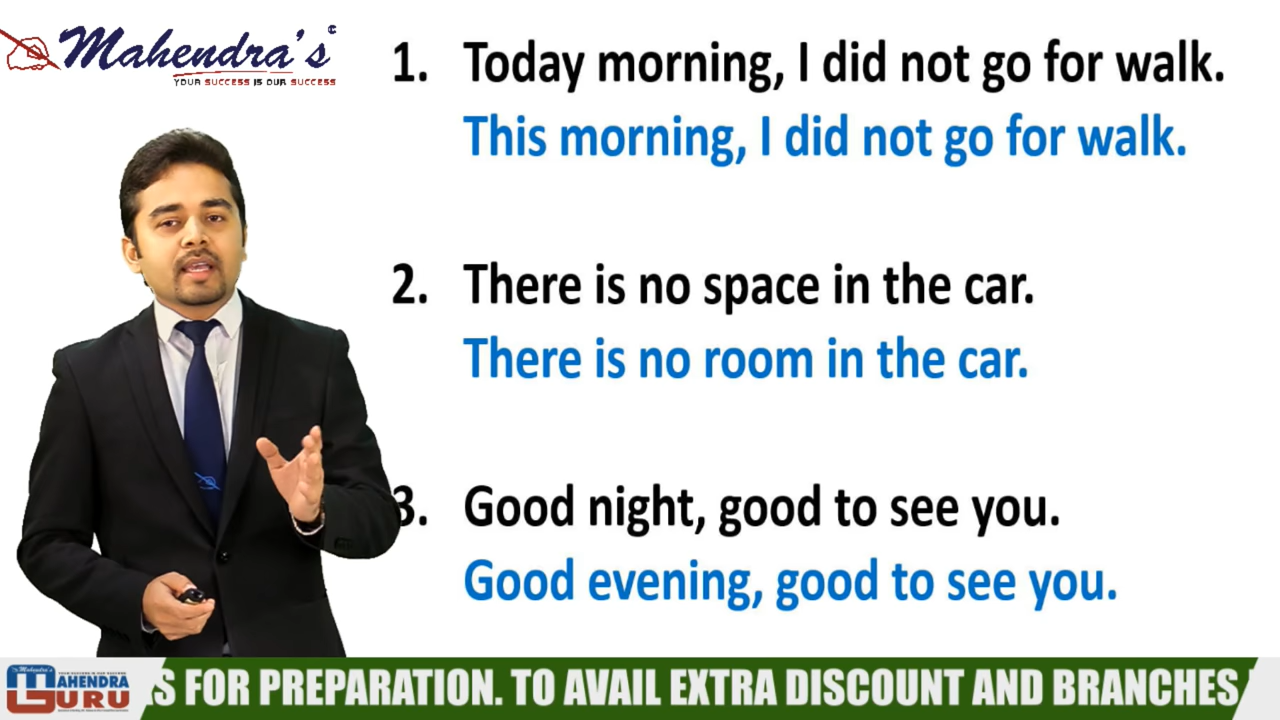 Mahendra's
YOUR SUCCESS IS OUR SUCCESS
1. Today morning, I did not go for walk.
This morning, I did not go for walk.
2. There is no space in the car.
There is no room in the car.
3. Good night, good to see you.
Good evening, good to see you.
Mahendra's
MAHENDRA
GURU
S FOR PREPARATION. TO AVAIL EXTRA DISCOUNT AND BRANCHES